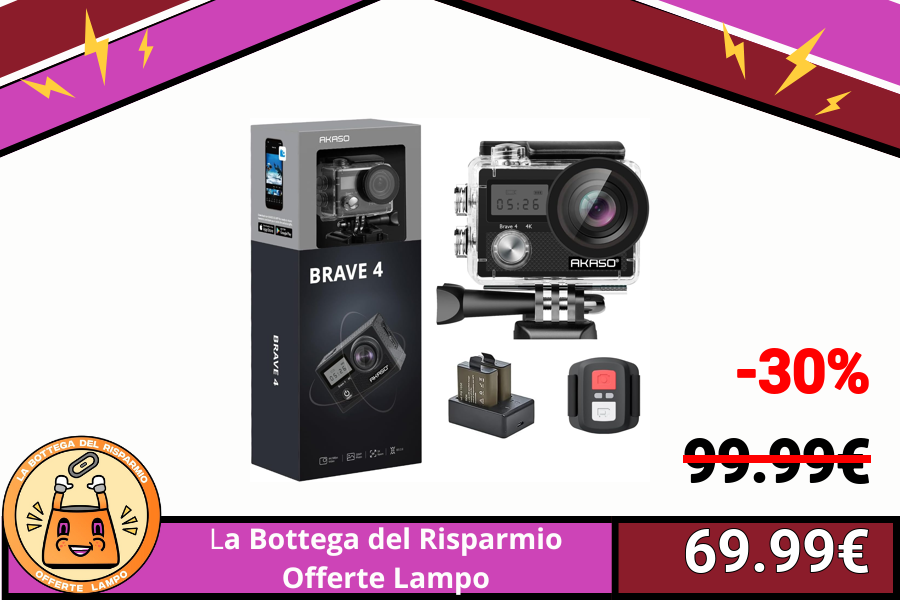 AKASO
BRAVE 4
BRAVE 4
05:26
Brave 4 4K
AKASO®
AKASO
-30%
99.99€
LA BOTTEGA DEL RISPARMIO
OFFERTE LAMPO
La Bottega del Risparmio
Offerte Lampo
69.99€